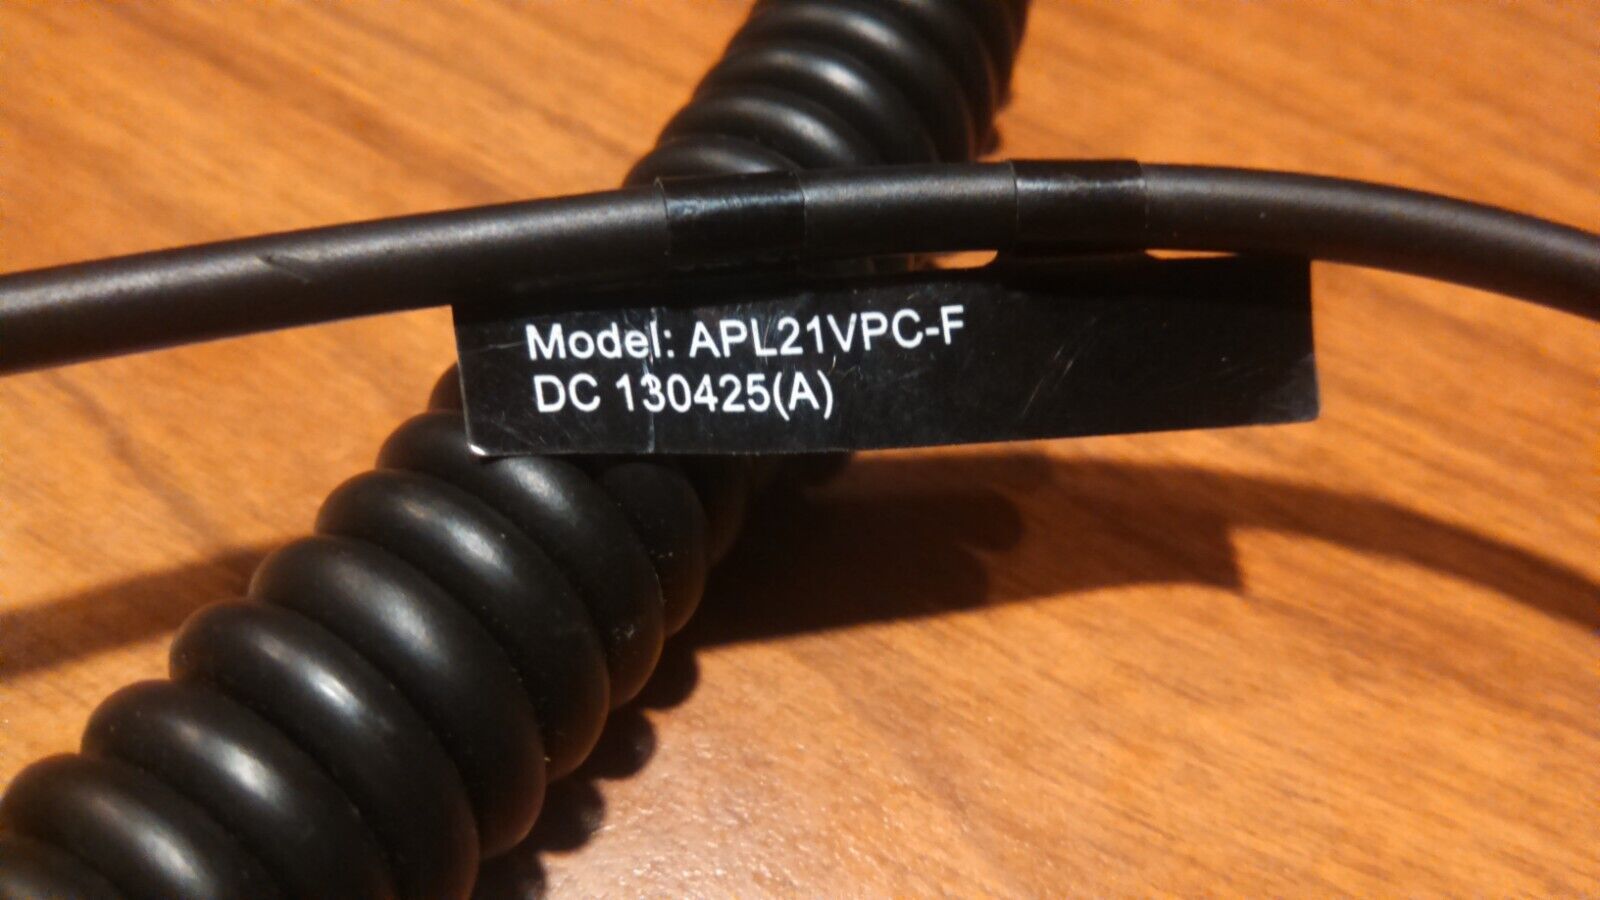 Model: APL21VPC-F
DC 130425(A)